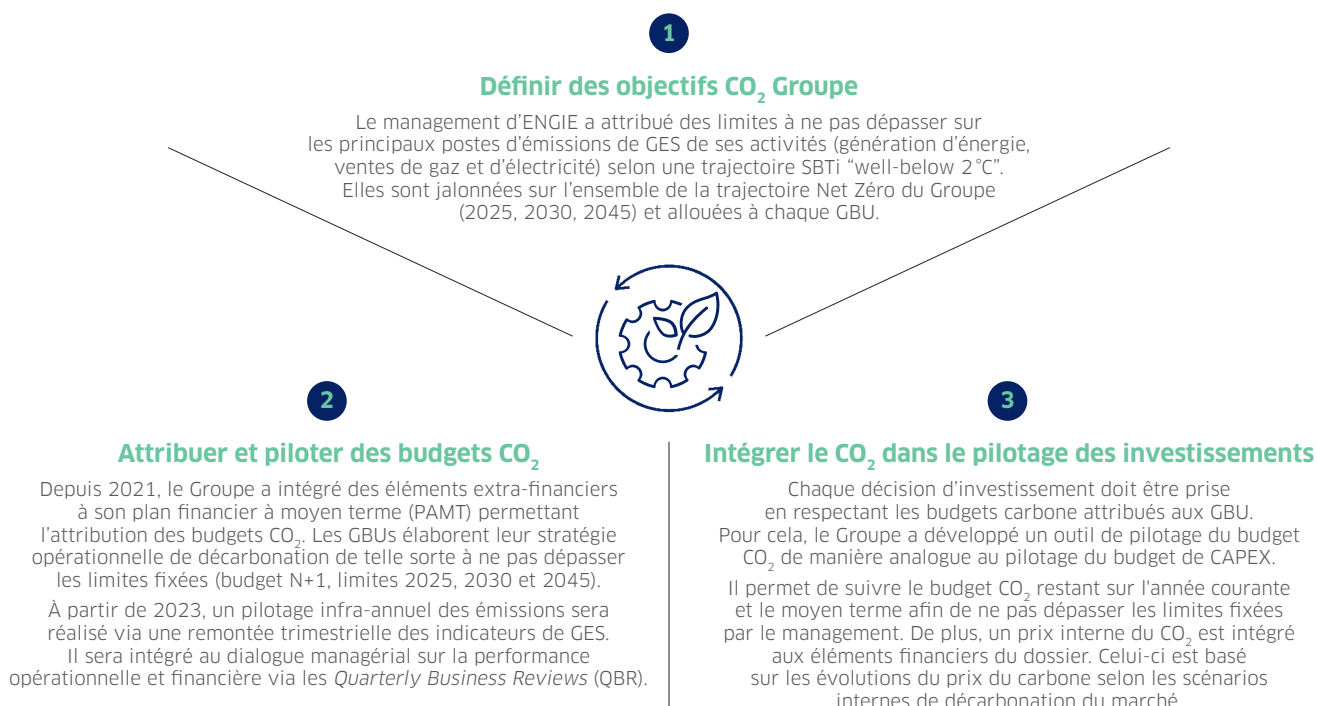 1
Définir des objectifs CO₂ Groupe
Le management d'ENGIE a attribué des limites à ne pas dépasser sur
les principaux postes d'émissions de GES de ses activités (génération d'énergie,
ventes de gaz et d'électricité) selon une trajectoire SBTi “well-below 2 °C”.
Elles sont jalonnées sur l'ensemble de la trajectoire Net Zéro du Groupe
(2025, 2030, 2045) et allouées à chaque GBU.
2
Attribuer et piloter des budgets CO₂
Depuis 2021, le Groupe a intégré des éléments extra-financiers
à son plan financier à moyen terme (PAMT) permettant
l'attribution des budgets CO₂. Les GBUs élaborent leur stratégie
opérationnelle de décarbonation de telle sorte à ne pas dépasser
les limites fixées (budget N+1, limites 2025, 2030 et 2045).
À partir de 2023, un pilotage infra-annuel des émissions sera
réalisé via une remontée trimestrielle des indicateurs de GES.
Il sera intégré au dialogue managérial sur la performance
opérationnelle et financière via les Quarterly Business Reviews (QBR).
3
Intégrer le CO₂ dans le pilotage des investissements
Chaque décision d'investissement doit être prise
en respectant les budgets carbone attribués aux GBU.
Pour cela, le Groupe a développé un outil de pilotage du budget
CO₂ de manière analogue au pilotage du budget de CAPEX.
Il permet de suivre le budget CO₂ restant sur l'année courante
et le moyen terme afin de ne pas dépasser les limites fixées
par le management. De plus, un prix interne du CO₂ est intégré
aux éléments financiers du dossier. Celui-ci est basé
sur les évolutions du prix du carbone selon les scénarios
internes de décarbonation du marché